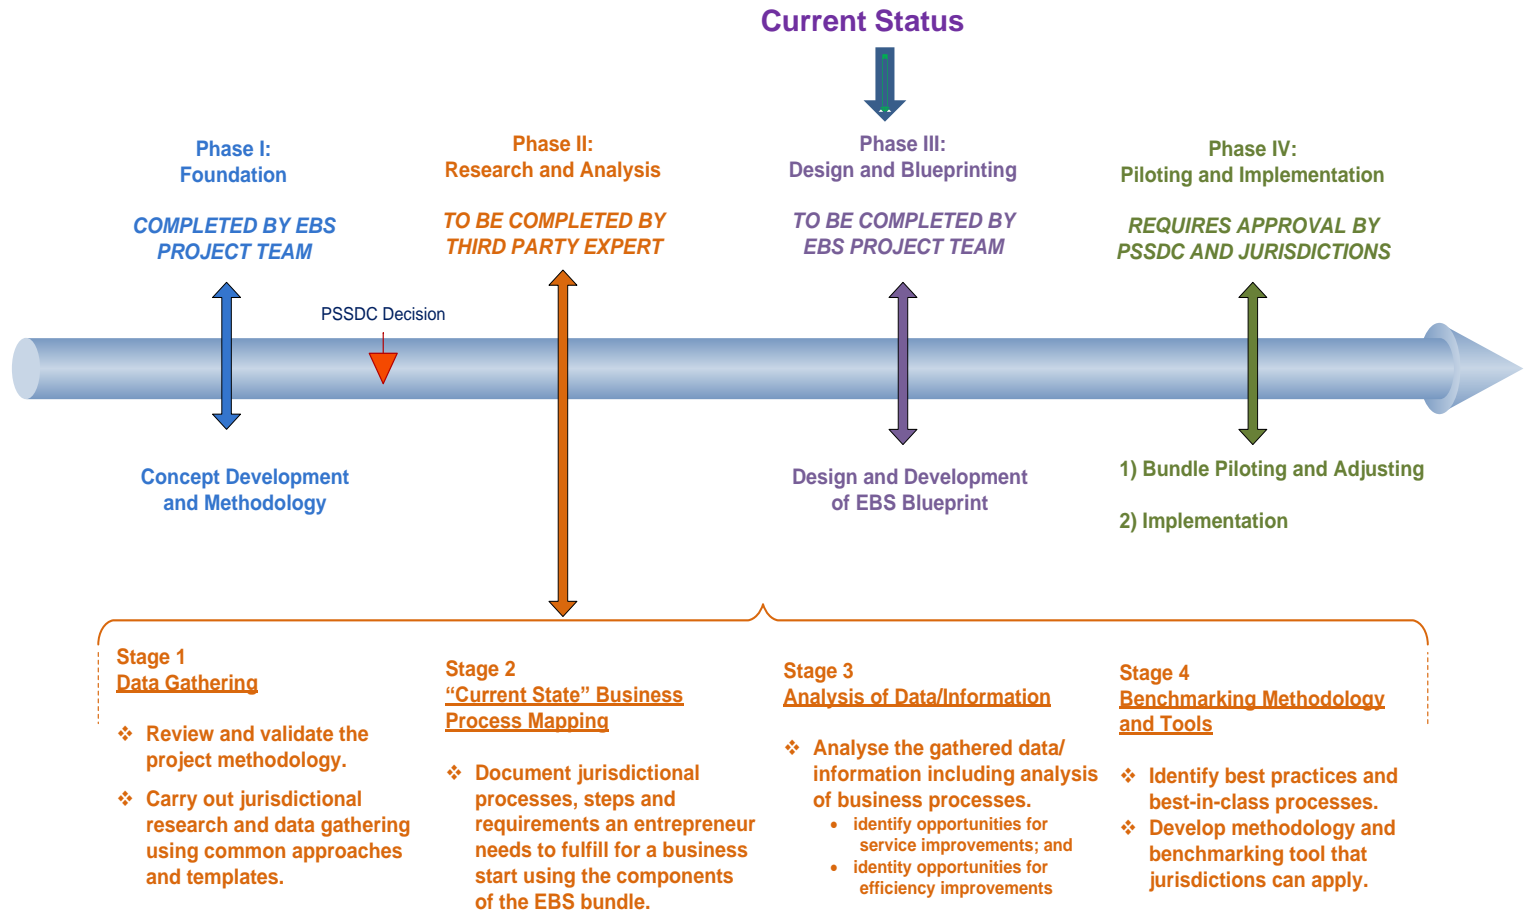 Current Status
Phase I:
Foundation
COMPLETED BY EBS
PROJECT TEAM
Phase II:
Research and Analysis
TO BE COMPLETED BY
THIRD PARTY EXPERT
Phase III:
Design and Blueprinting
TO BE COMPLETED BY
EBS PROJECT TEAM
Phase IV:
Piloting and Implementation
REQUIRES APPROVAL BY
PSSDC AND JURISDICTIONS
PSSDC Decision
Concept Development
and Methodology
Design and Development
of EBS Blueprint
1) Bundle Piloting and Adjusting
2) Implementation
Stage 1
Data Gathering
❖ Review and validate the
project methodology.
❖ Carry out jurisdictional
research and data gathering
using common approaches
and templates.
Stage 2
“Current State” Business
Process Mapping
❖ Document jurisdictional
processes, steps and
requirements an entrepreneur
needs to fulfill for a business
start using the components
of the EBS bundle.
Stage 3
Analysis of Data/Information
❖ Analyse the gathered data/
information including analysis
of business processes.
• identify opportunities for
service improvements; and
• identity opportunities for
efficiency improvements
Stage 4
Benchmarking Methodology
and Tools
❖ Identify best practices and
best-in-class processes.
❖ Develop methodology and
benchmarking tool that
jurisdictions can apply.